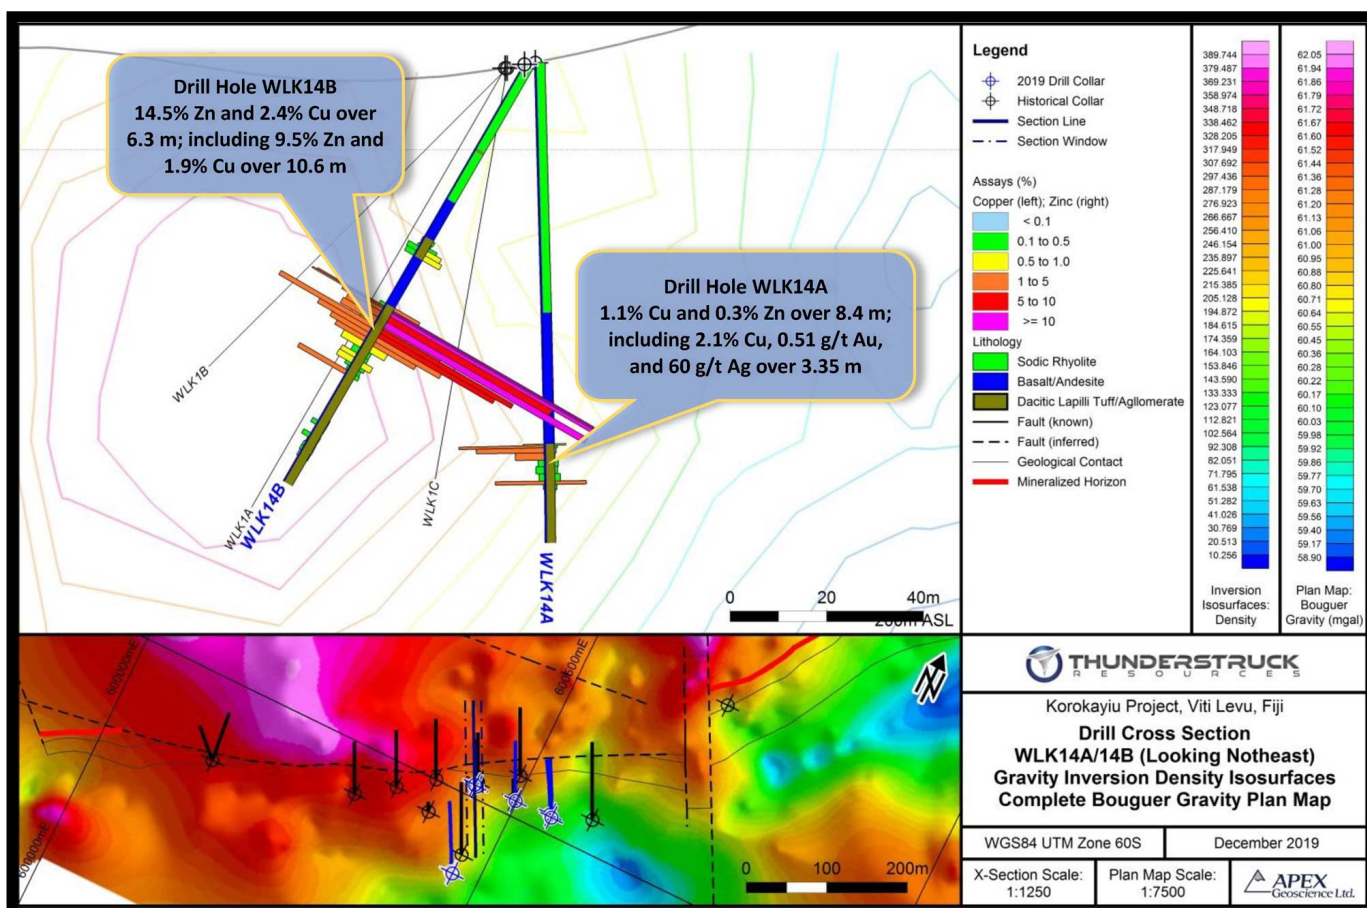 Drill Hole WLK14B
14.5% Zn and 2.4% Cu over
6.3 m; including 9.5% Zn and
1.9% Cu over 10.6 m
Drill Hole WLK14A
1.1% Cu and 0.3% Zn over 8.4 m;
including 2.1% Cu, 0.51 g/t Au,
and 60 g/t Ag over 3.35 m
WLK1B
WLK1A
WLK14B
WLK1C
WLK14A
0 20 40m
200m ASL
Legend
2019 Drill Collar
Historical Collar
Section Line
Section Window
Assays (%)
Copper (left); Zinc (right)
< 0.1
0.1 to 0.5
0.5 to 1.0
1 to 5
5 to 10
>= 10
Lithology
Sodic Rhyolite
Basalt/Andesite
Dacitic Lapilli Tuff/Agllomerate
Fault (known)
Fault (inferred)
Geological Contact
Mineralized Horizon
389.744
379.487
369.231
358.974
348.718
338.462
328.205
317.949
307.692
297.436
287.179
276.923
266.667
256.410
246.154
235.897
225.641
215.385
205.128
194.872
184.615
174.359
164.103
153.846
143.590
133.333
123.077
112.821
102.564
92.308
82.051
71.795
61.538
51.282
41.026
30.769
20.513
10.256
Inversion
Isosurfaces:
Density
62.05
61.94
61.86
61.79
61.72
61.67
61.60
61.52
61.44
61.36
61.28
61.20
61.13
61.06
61.00
60.95
60.88
60.80
60.71
60.64
60.55
60.45
60.36
60.28
60.22
60.17
60.10
60.03
59.98
59.92
59.86
59.77
59.70
59.63
59.56
59.40
59.17
58.90
Plan Map:
Bouguer
Gravity (mgal)
600000mE
600500mE
600000mE
N
0 100 200m
THUNDERSTRUCK
RESOURCES
Korokayiu Project, Viti Levu, Fiji
Drill Cross Section
WLK14A/14B (Looking Notheast)
Gravity Inversion Density Isosurfaces
Complete Bouguer Gravity Plan Map
WGS84 UTM Zone 60S
December 2019
X-Section Scale:
1:1250
Plan Map Scale:
1:7500
APEX
Geoscience Ltd.